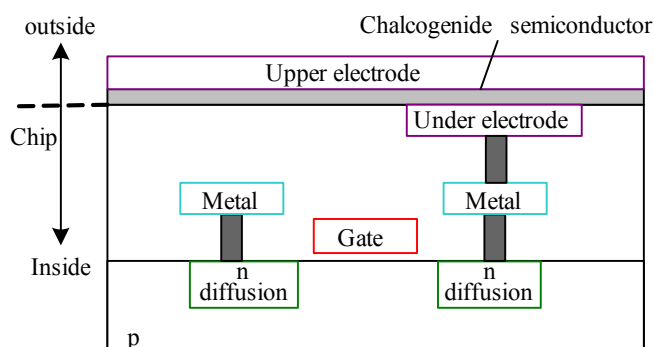 outside
Chalcogenide semiconductor
Upper electrode
Chip
Under electrode
Metal
Metal
Gate
Inside
n
diffusion
n
diffusion
p